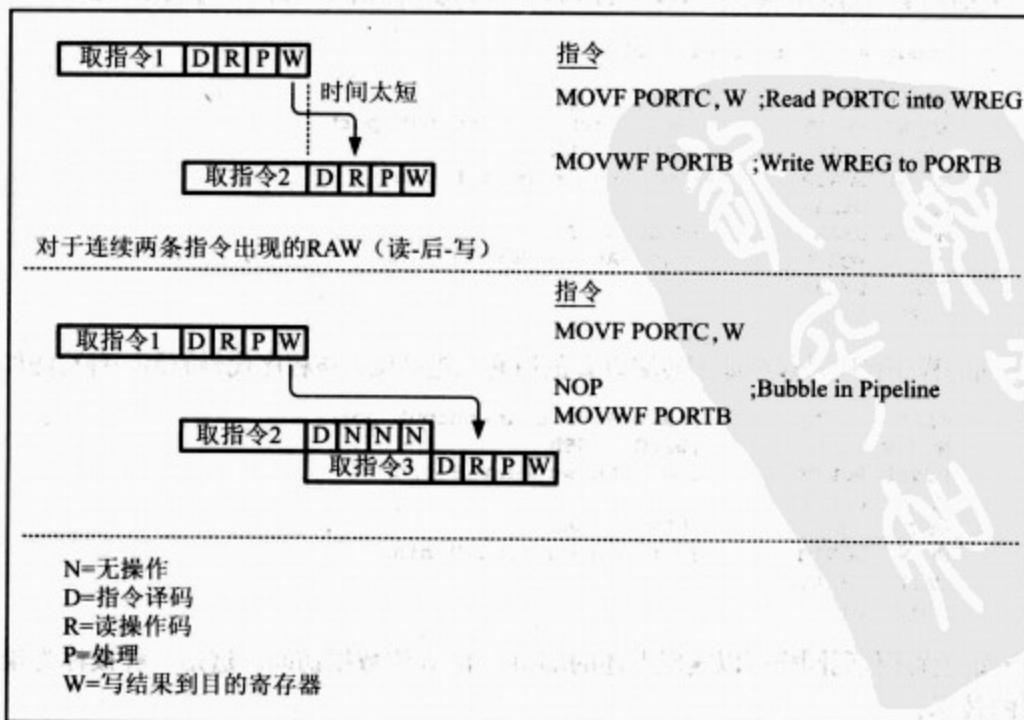 取指令1 D R P W
时间太短
取指令2 D R P W
对于连续两条指令出现的RAW（读-后-写）
指令
MOVF PORTC,W ;Read PORTC into WREG
MOVWF PORTB ;Write WREG to PORTB
取指令1 D R P W
取指令2 D N N N
取指令3 D R P W
指令
MOVF PORTC,W
NOP ;Bubble in Pipeline
MOVWF PORTB
N=无操作
D=指令译码
R=读操作码
P=处理
W=写结果到目的寄存器